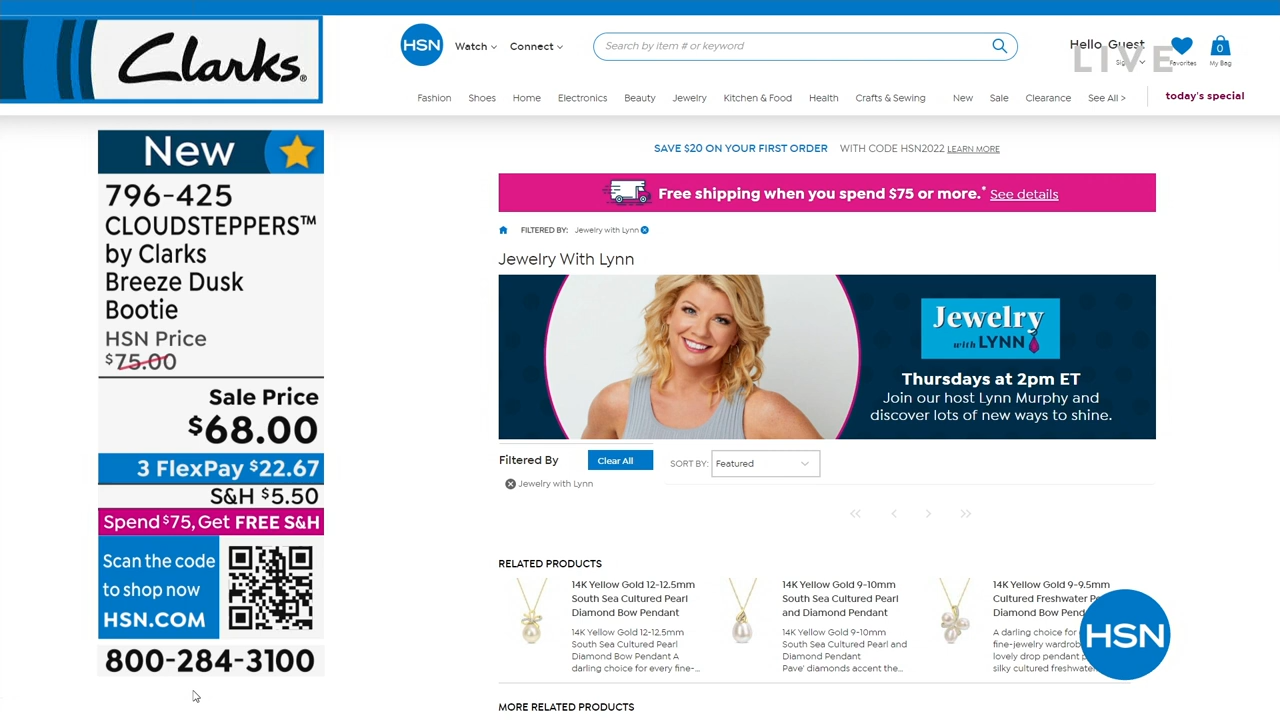 Clarks®
New
796-425
CLOUDSTEPPERS™
by Clarks
Breeze Dusk
Bootie
HSN Price
$75.00
Sale Price
$68.00
3 FlexPay $22.67
S&H $5.50
Spend $75, Get FREE S&H
Scan the code
to shop now
HSN.COM
800-284-3100
HSN
Watch
Connect
Search by item # or keyword
Hello, Guest
LIVE
Favorites
0
My Bag
Fashion Shoes Home Electronics Beauty Jewelry Kitchen & Food Health Crafts & Sewing New Sale Clearance See All > today's special
SAVE $20 ON YOUR FIRST ORDER WITH CODE HSN2022 LEARN MORE
Free shipping when you spend $75 or more.* See details
FILTERED BY: Jewelry with Lynn
Jewelry With Lynn
Jewelry
with LYNN
Thursdays at 2pm ET
Join our host Lynn Murphy and
discover lots of new ways to shine.
Filtered By Clear All SORT BY: Featured
Jewelry with Lynn
RELATED PRODUCTS
14K Yellow Gold 12-12.5mm
South Sea Cultured Pearl
Diamond Bow Pendant
14K Yellow Gold 12-12.5mm
South Sea Cultured Pearl
Diamond Bow Pendant A
darling choice for every fine-...
14K Yellow Gold 9-10mm
South Sea Cultured Pearl
and Diamond Pendant
14K Yellow Gold 9-10mm
South Sea Cultured Pearl and
Diamond Pendant
Pave' diamonds accent the...
14K Yellow Gold 9-9.5mm
Cultured Freshwater
Diamond Bow
A darling choice for
fine-jewelry
lovely drop pendant
silky cultured
HSN
MORE RELATED PRODUCTS